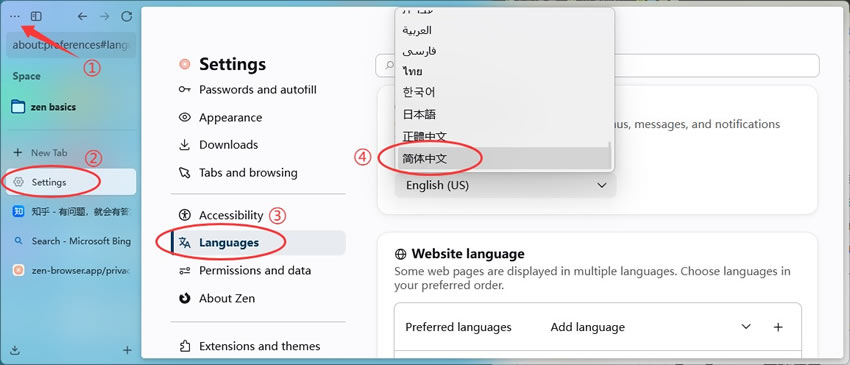 ①
about:preferences#lang
Space
zen basics
New Tab
②
Settings
知乎 - 有问题，就会有答
Search - Microsoft Bing
zen-browser.app/privac
Settings
Passwords and autofill
Appearance
Downloads
Tabs and browsing
Accessibility
③
Languages
Permissions and data
About Zen
Extensions and themes
العربية
فارسی
ไทย
한국어
日本語
正體中文
④
简体中文
nus, messages, and notifications
English (US)
Website language
Some web pages are displayed in multiple languages. Choose languages in
your preferred order.
Preferred languages
Add language